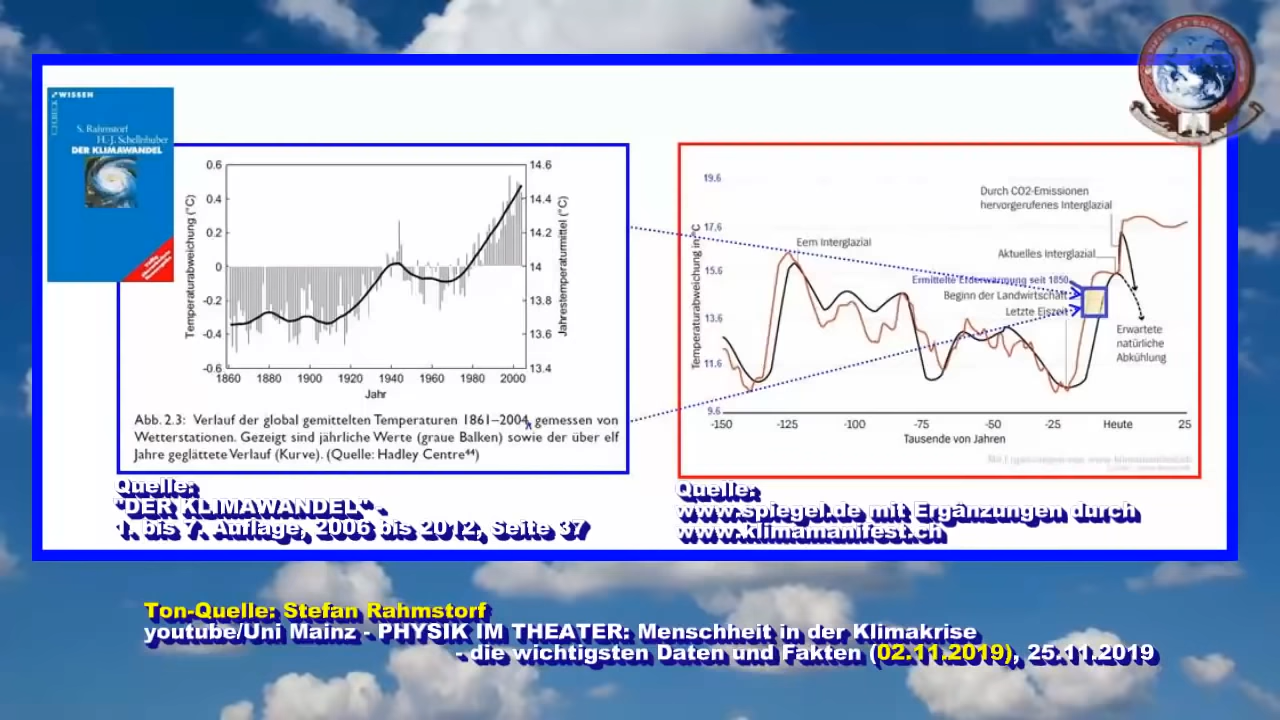 WISSEN
C.H.BECK
S. Rahmstorf
H. J. Schellnhuber
DER KLIMAWANDEL
0.6
0.4
0.2
0
-0.2
-0.4
-0.6
Temperaturabweichung (°C)
14.6
14.4
14.2
14
13.8
13.6
13.4
Jahrestemperaturmittel (°C)
1860 1880 1900 1920 1940 1960 1980 2000
Jahr
Abb. 2.3: Verlauf der global gemittelten Temperaturen 1861–2004, gemessen von
Wetterstationen. Gezeigt sind jährliche Werte (graue Balken) sowie der über elf
Jahre geglättete Verlauf (Kurve). (Quelle: Hadley Centre⁴⁴)
Quelle:
"DER KLIMAWANDEL" -
1. bis 7. Auflage, 2006 bis 2012, Seite 37
19.6
17.6
15.6
13.6
11.6
9.6
Temperaturabweichung in °C
Durch CO2-Emissionen
hervorgerufenes Interglazial
Eem Interglazial
Aktuelles Interglazial
Ermittelte Erderwärmung seit 1850
Beginn der Landwirtschaft
Letzte Eiszeit
Erwartete
natürliche
Abkühlung
-150 -125 -100 -75 -50 -25 Heute 25
Tausende von Jahren
Quelle:
www.spiegel.de mit Ergänzungen durch
www.klimamanifest.ch
Ton-Quelle: Stefan Rahmstorf
youtube/Uni Mainz - PHYSIK IM THEATER: Menschheit in der Klimakrise
- die wichtigsten Daten und Fakten (02.11.2019), 25.11.2019